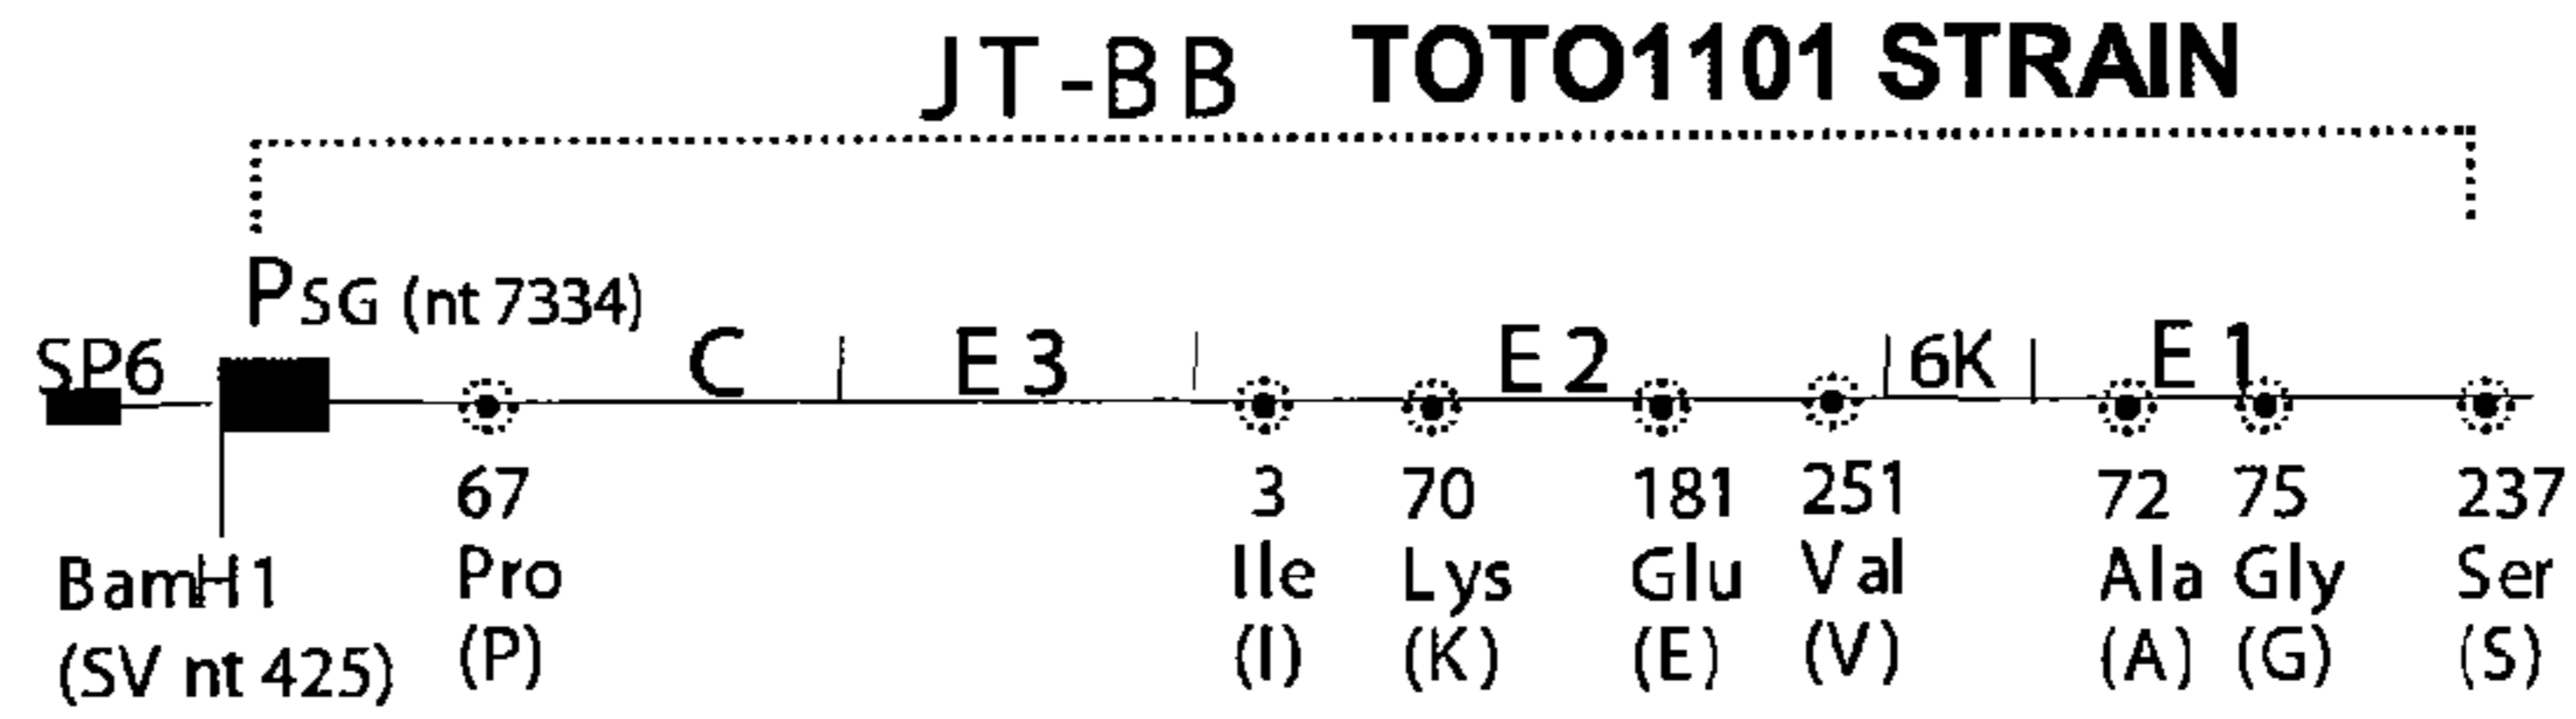 JT-BB TOTO1101 STRAIN
PSG (nt 7334)
SP6 C E3 E2 6K E1
67 3 70 181 251 72 75 237
BamH1 Pro Ile Lys Glu Val Ala Gly Ser
(SV nt 425) (P) (I) (K) (E) (V) (A) (G) (S)